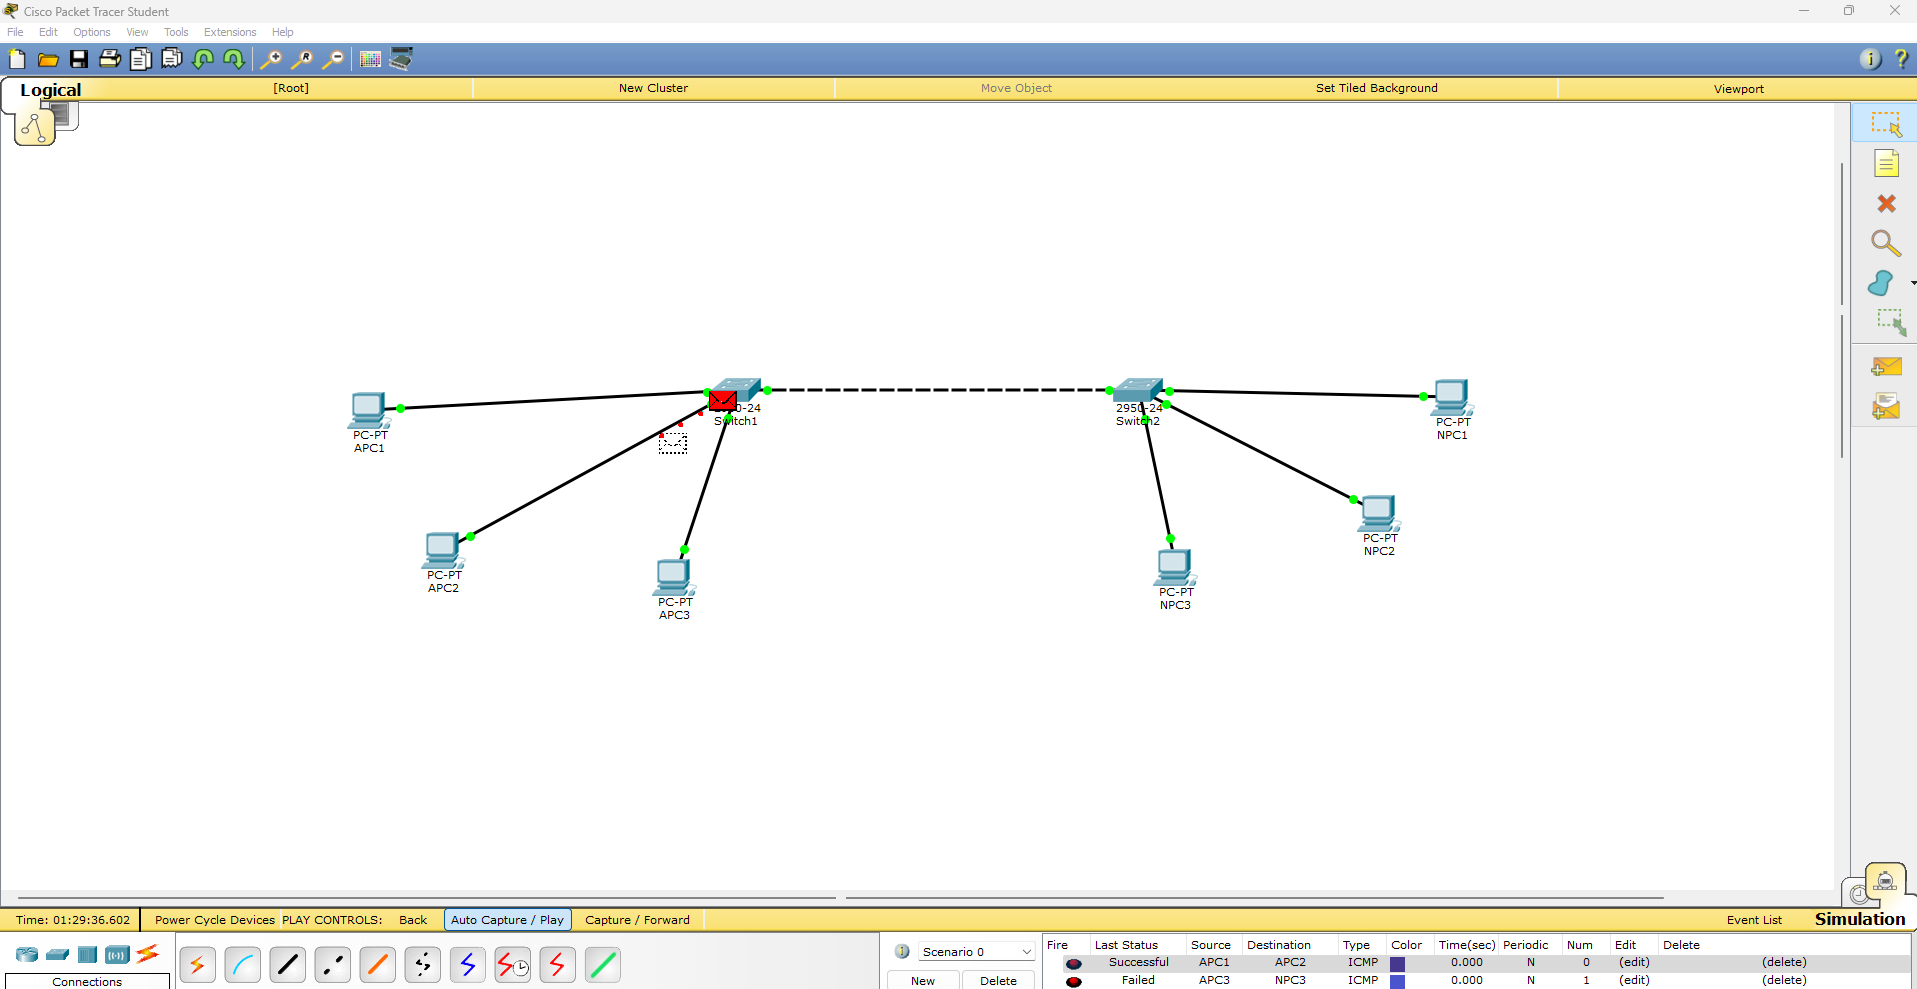 Cisco Packet Tracer Student
File Edit Options View Tools Extensions Help
Logical [Root] New Cluster Move Object Set Tiled Background Viewport
2950-24
Switch1
2950-24
Switch2
PC-PT
APC1
PC-PT
NPC1
PC-PT
NPC2
PC-PT
APC2
PC-PT
NPC3
PC-PT
APC3
Time: 01:29:36.602 Power Cycle Devices PLAY CONTROLS: Back Auto Capture / Play Capture / Forward Event List Simulation
Scenario 0
New Delete
Connections
Fire Last Status Source Destination Type Color Time(sec) Periodic Num Edit Delete
Successful APC1 APC2 ICMP 0.000 N 0 (edit) (delete)
Failed APC3 NPC3 ICMP 0.000 N 1 (edit) (delete)